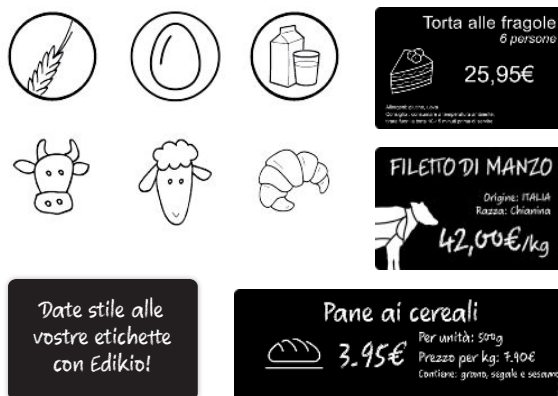 Torta alle fragole
6 persone
25,95€
FILETTO DI MANZO
Origine: ITALIA
Razza: Chianina
42,00€/kg
Date stile alle
vostre etichette
con Edikio!
Pane ai cereali
3.95€
Per unità: 500g
Prezzo per kg: 7.90€
Contiene: grano, segale e sesamo